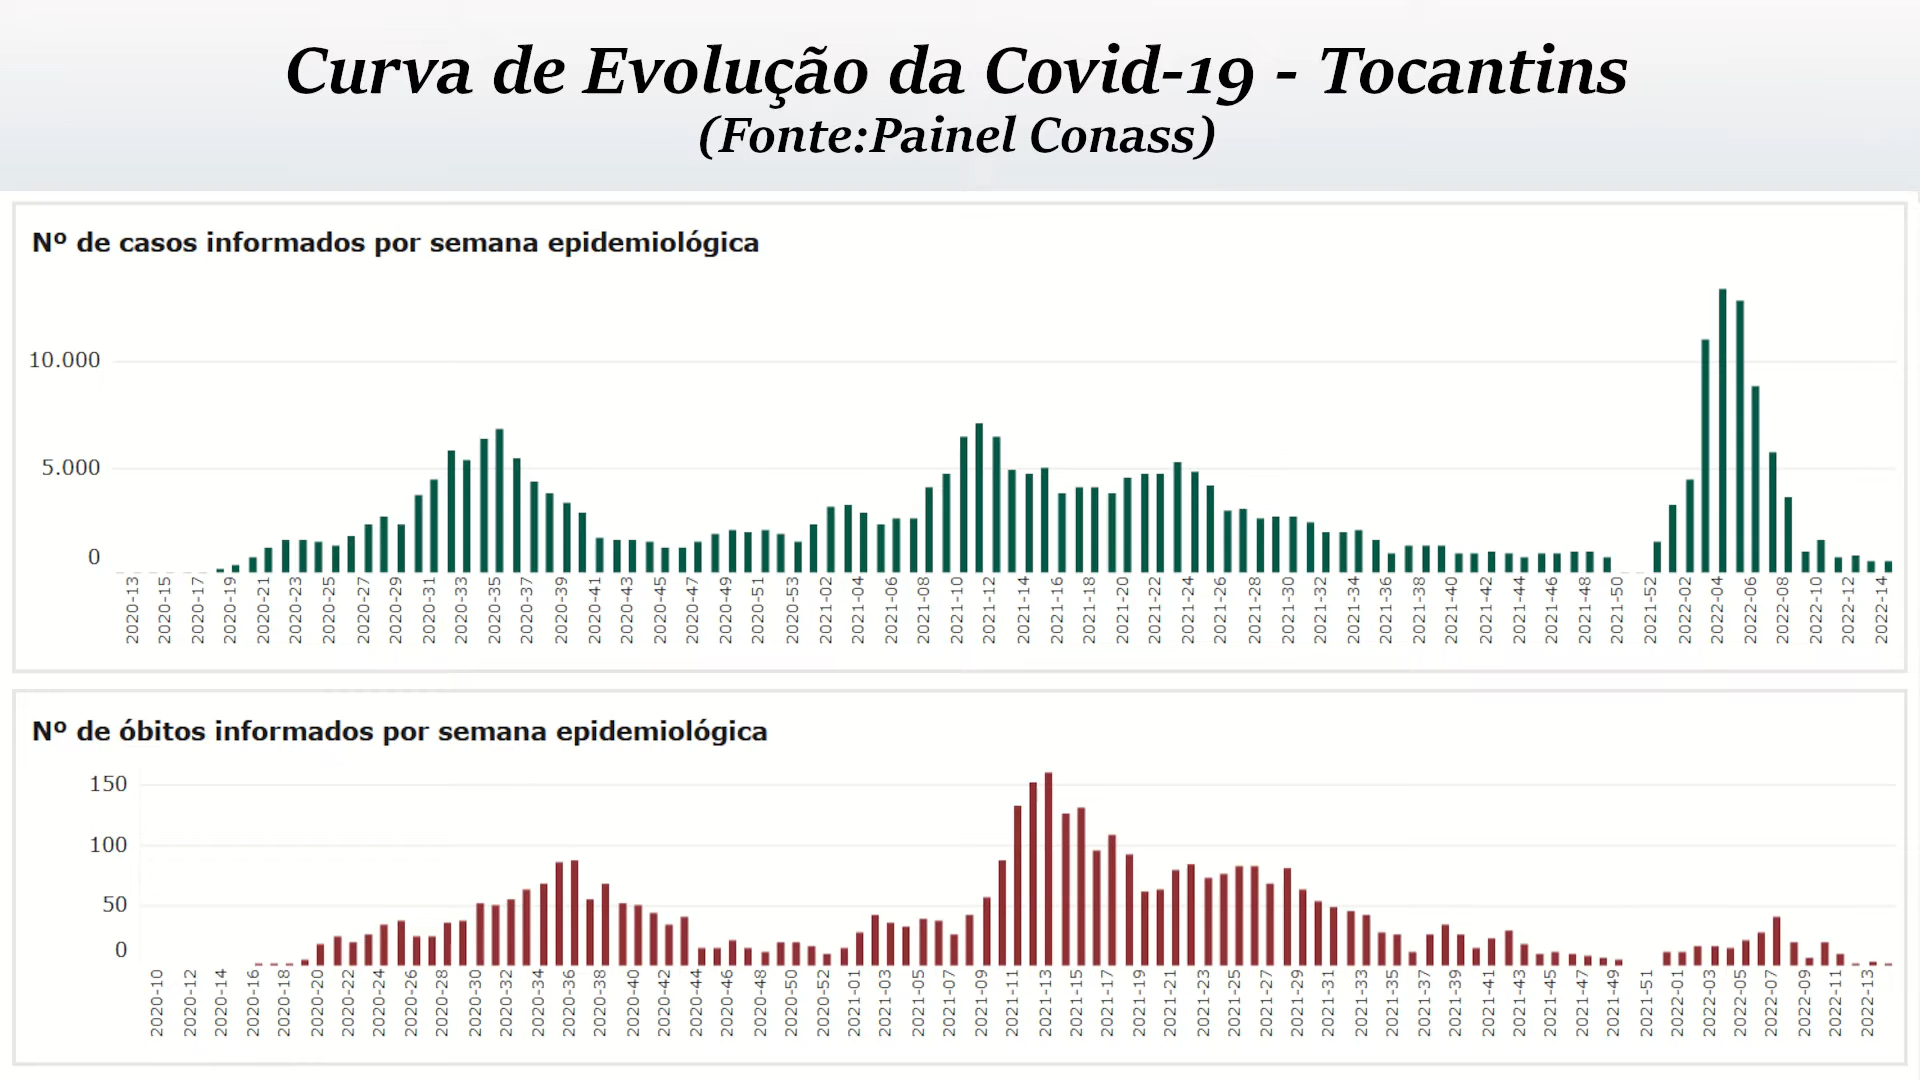 Curva de Evolução da Covid-19 - Tocantins
(Fonte:Painel Conass)
Nº de casos informados por semana epidemiológica
10.000
5.000
0
2020-13 2020-15 2020-17 2020-19 2020-21 2020-23 2020-25 2020-27 2020-29 2020-31 2020-33 2020-35 2020-37 2020-39 2020-41 2020-43 2020-45 2020-47 2020-49 2020-51 2020-53 2021-02 2021-04 2021-06 2021-08 2021-10 2021-12 2021-14 2021-16 2021-18 2021-20 2021-22 2021-24 2021-26 2021-28 2021-30 2021-32 2021-34 2021-36 2021-38 2021-40 2021-42 2021-44 2021-46 2021-48 2021-50 2021-52 2022-02 2022-04 2022-06 2022-08 2022-10 2022-12 2022-14
Nº de óbitos informados por semana epidemiológica
150
100
50
0
2020-10 2020-12 2020-14 2020-16 2020-18 2020-20 2020-22 2020-24 2020-26 2020-28 2020-30 2020-32 2020-34 2020-36 2020-38 2020-40 2020-42 2020-44 2020-46 2020-48 2020-50 2020-52 2021-01 2021-03 2021-05 2021-07 2021-09 2021-11 2021-13 2021-15 2021-17 2021-19 2021-21 2021-23 2021-25 2021-27 2021-29 2021-31 2021-33 2021-35 2021-37 2021-39 2021-41 2021-43 2021-45 2021-47 2021-49 2021-51 2022-01 2022-03 2022-05 2022-07 2022-09 2022-11 2022-13